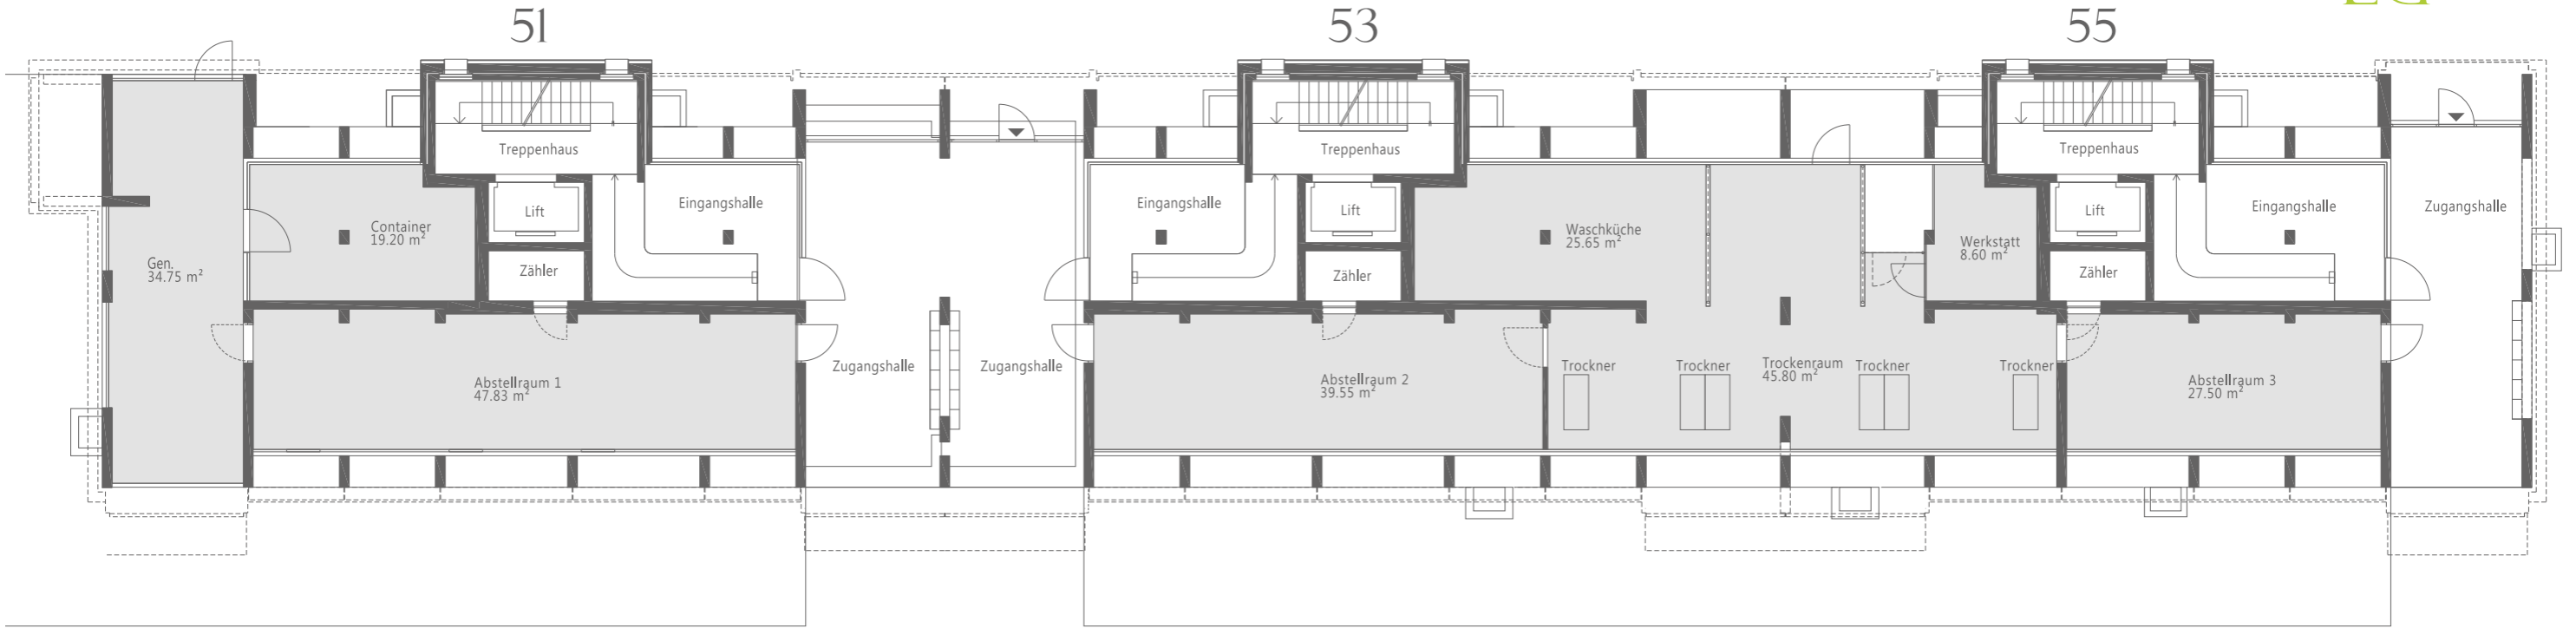 51
53
55
Treppenhaus
Treppenhaus
Treppenhaus
Container
19.20 m²
Lift
Eingangshalle
Eingangshalle
Lift
Waschküche
25.65 m²
Werkstatt
8.60 m²
Lift
Eingangshalle
Zugangshalle
Gen.
34.75 m²
Zähler
Zähler
Zähler
Abstellraum 1
47.83 m²
Zugangshalle
Zugangshalle
Abstellraum 2
39.55 m²
Trockner
Trockner
Trockenraum
45.80 m²
Trockner
Trockner
Abstellraum 3
27.50 m²